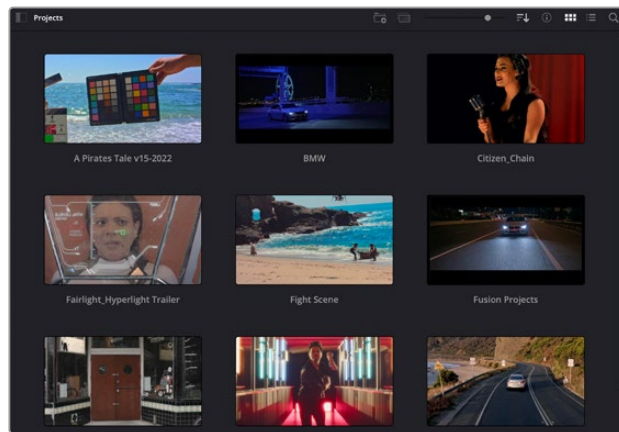 Projects
A Pirates Tale v15-2022
BMW
Citizen_Chain
Fairlight_Hyperlight Trailer
Fight Scene
Fusion Projects